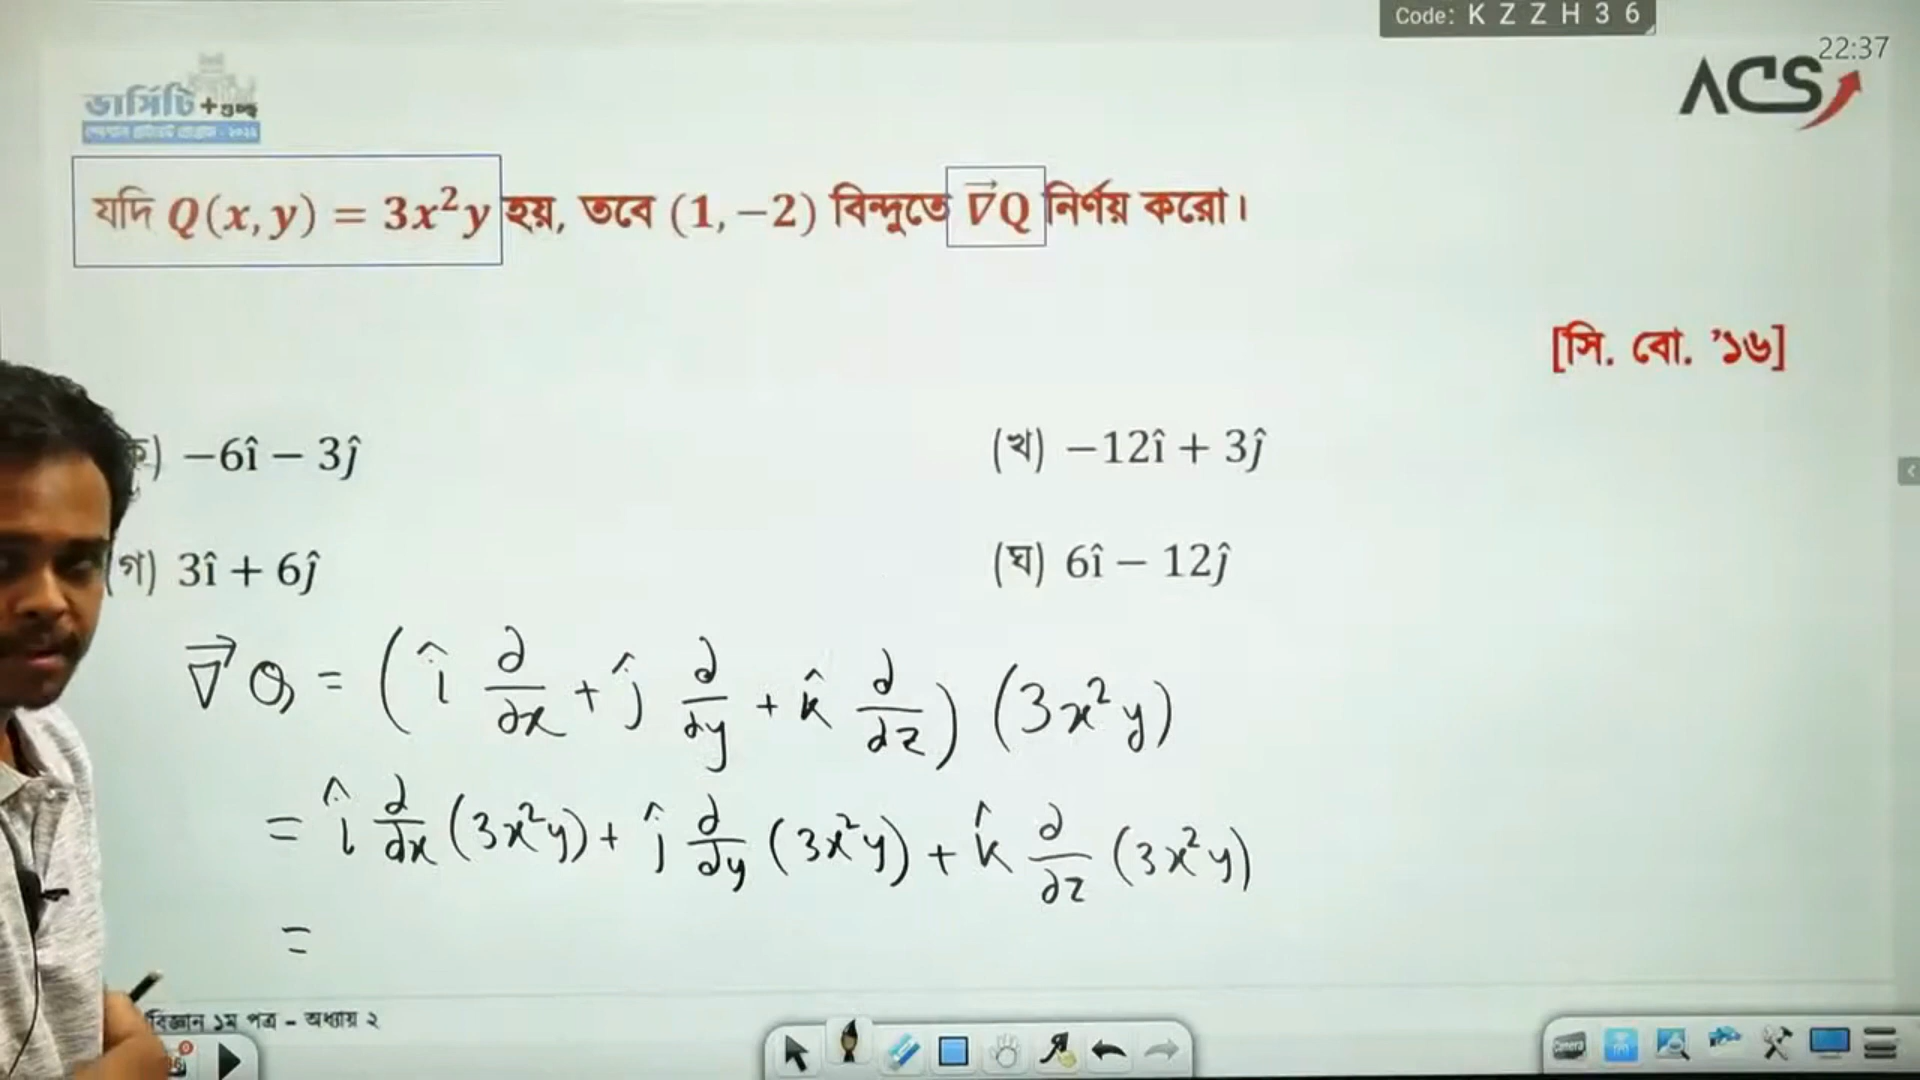 Code: K Z Z H 3 6
22:37
ভার্সিটি+গুচ্ছ
ACS
যদি Q(x, y) = 3x²y হয়, তবে (1, −2) বিন্দুতে ∇⃗Q নির্ণয় করো।
[সি. বো. ’১৬]
ক) −6î − 3ĵ
(খ) −12î + 3ĵ
(গ) 3î + 6ĵ
(ঘ) 6î − 12ĵ
∇⃗ Q = (î ∂/∂x + ĵ ∂/∂y + k̂ ∂/∂z) (3x²y)
= î ∂/∂x (3x²y) + ĵ ∂/∂y (3x²y) + k̂ ∂/∂z (3x²y)
=
বিজ্ঞান ১ম পত্র – অধ্যায় ২
Camera